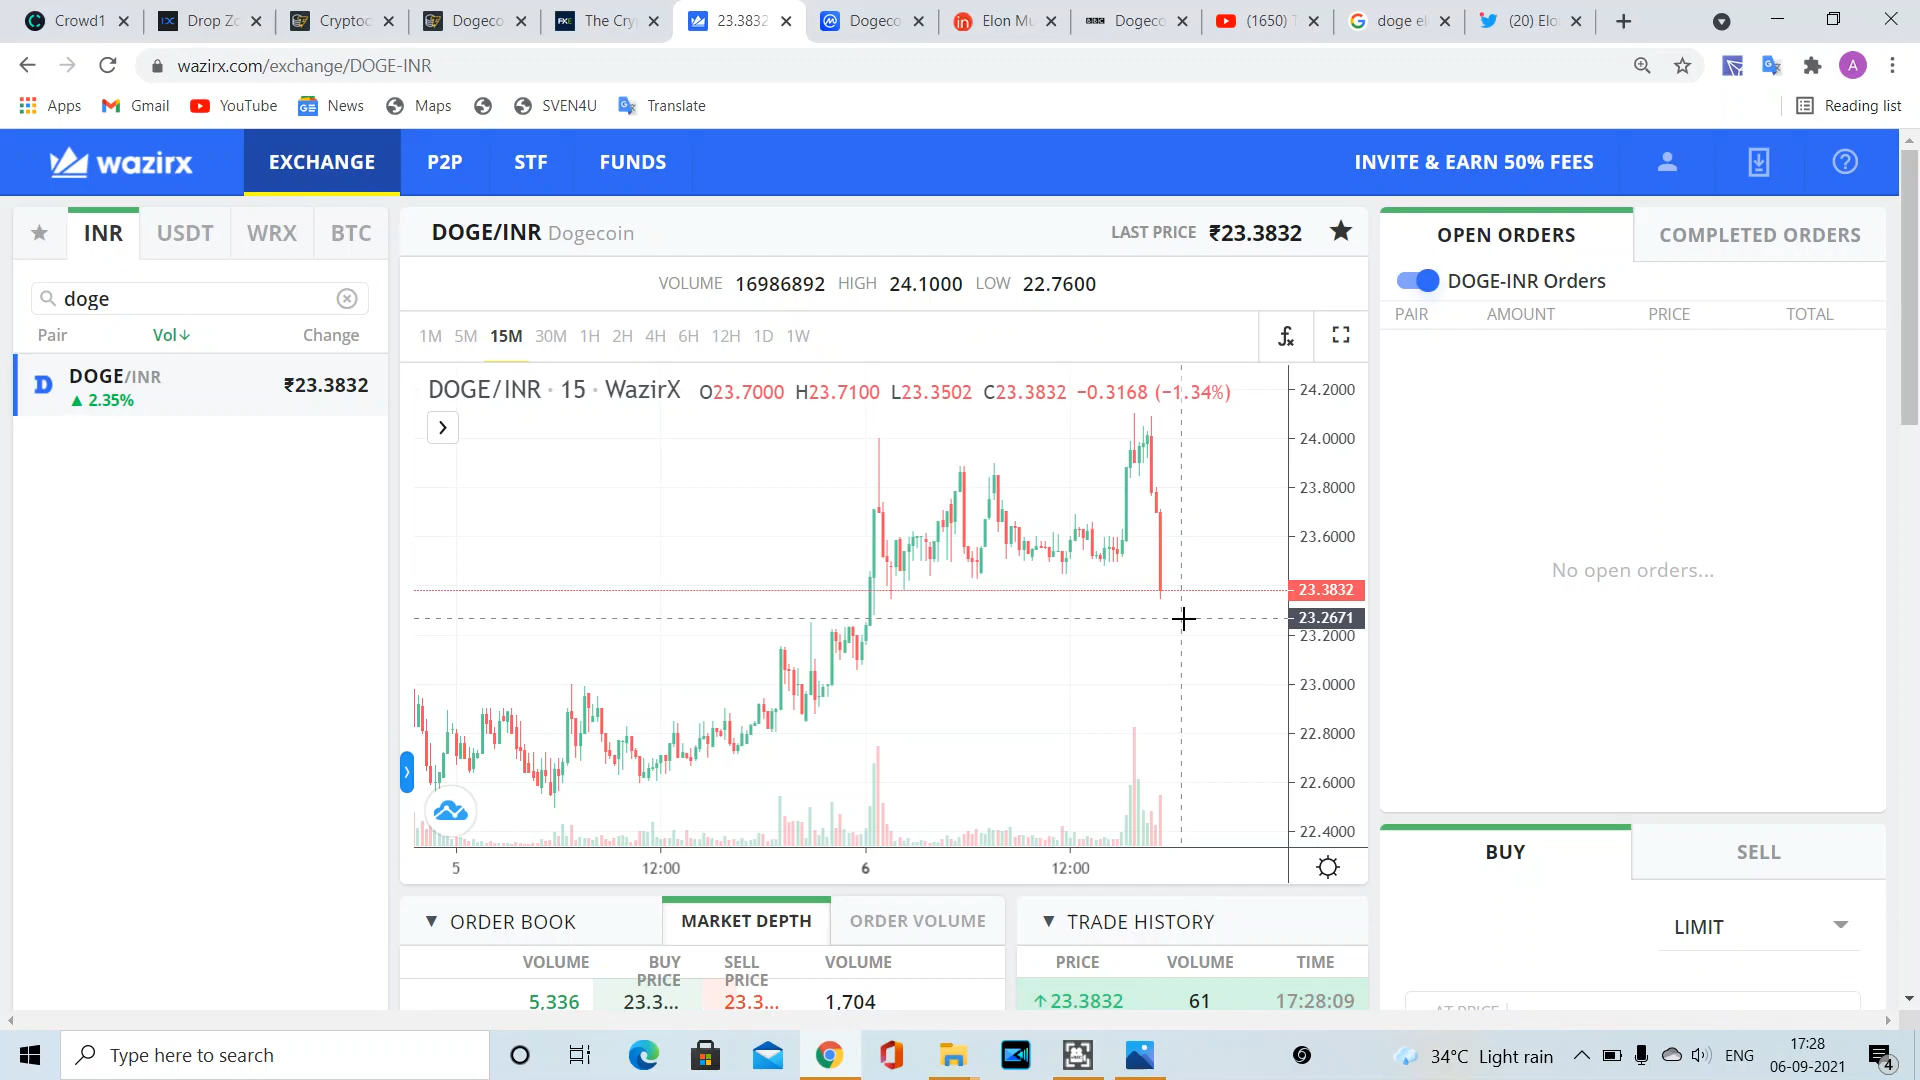 Crowd1
Drop Zo
Cryptoc
Dogeco
The Cry
23.3832
Dogeco
Elon Mu
BBC Dogeco
(1650) T
doge el
(20) Elo
wazirx.com/exchange/DOGE-INR
A
Apps Gmail YouTube News Maps SVEN4U Translate Reading list
wazirx EXCHANGE P2P STF FUNDS INVITE & EARN 50% FEES
INR USDT WRX BTC
doge
Pair Vol↓ Change
DOGE/INR ₹23.3832
▲ 2.35%
DOGE/INR Dogecoin LAST PRICE ₹23.3832
VOLUME 16986892 HIGH 24.1000 LOW 22.7600
1M 5M 15M 30M 1H 2H 4H 6H 12H 1D 1W
DOGE/INR · 15 · WazirX O23.7000 H23.7100 L23.3502 C23.3832 −0.3168 (−1.34%)
24.2000
24.0000
23.8000
23.6000
23.3832
23.2671
23.2000
23.0000
22.8000
22.6000
22.4000
5 12:00 6 12:00
OPEN ORDERS COMPLETED ORDERS
DOGE-INR Orders
PAIR AMOUNT PRICE TOTAL
No open orders...
BUY SELL
LIMIT
AT PRICE
▼ ORDER BOOK MARKET DEPTH ORDER VOLUME
VOLUME BUY PRICE SELL PRICE VOLUME
5,336 23.3... 23.3... 1,704
▼ TRADE HISTORY
PRICE VOLUME TIME
↑23.3832 61 17:28:09
Type here to search
34°C Light rain
ENG
17:28
06-09-2021
4